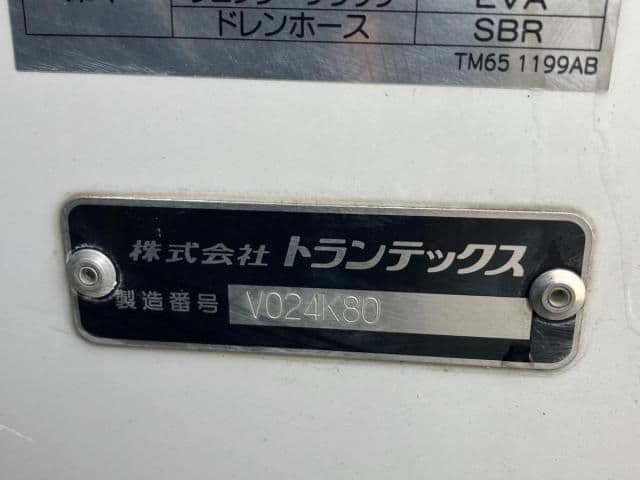 EVA
ドレンホース SBR
TM65 1199AB
株式会社 トランテックス
製造番号 V024K80